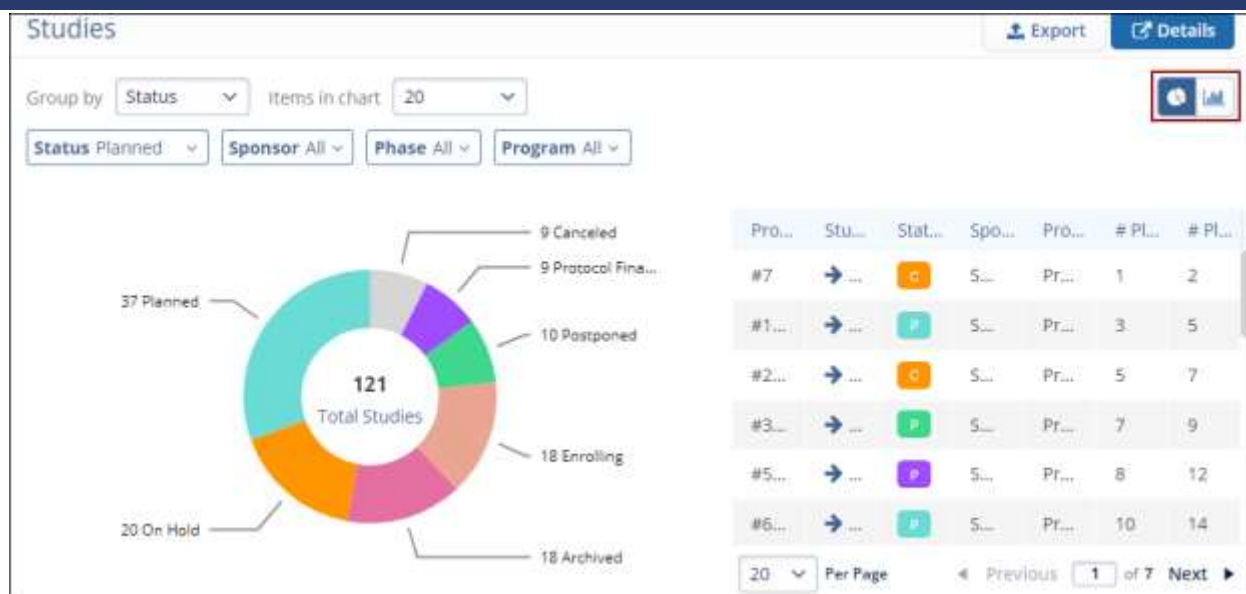 Studies
Export
Details
Group by Status Items in chart 20
Status Planned Sponsor All Phase All Program All
9 Canceled
9 Protocol Fina...
37 Planned
10 Postponed
121
Total Studies
18 Enrolling
20 On Hold
18 Archived
Pro... Stu... Stat... Spo... Pro... # Pl... # Pl...
#7 ... C S... Pr... 1 2
#1... ... P S... Pr... 3 5
#2... ... C S... Pr... 5 7
#3... ... P S... Pr... 7 9
#5... ... P S... Pr... 8 12
#6... ... P S... Pr... 10 14
20 Per Page Previous 1 of 7 Next